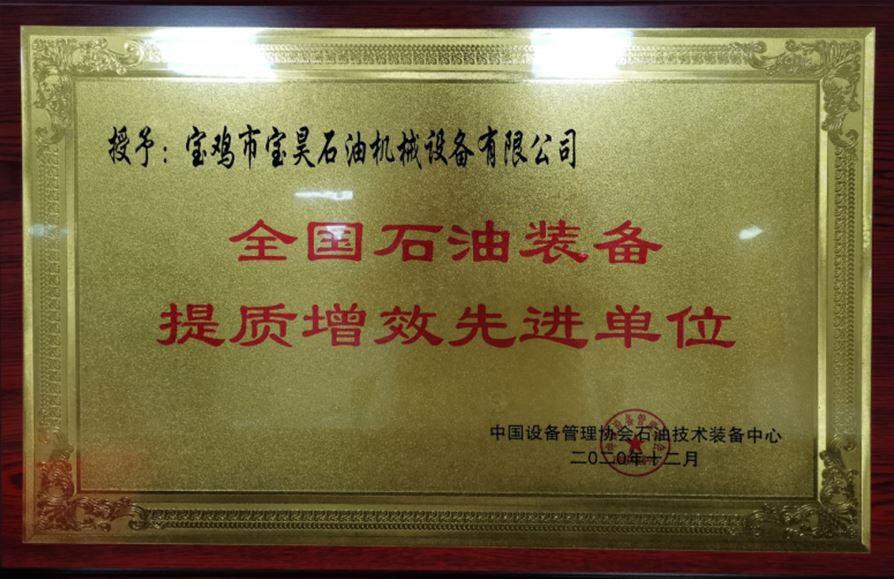 授予：宝鸡市宝昊石油机械设备有限公司
全国石油装备
提质增效先进单位
中国设备管理协会石油技术装备中心
二〇二〇年十二月